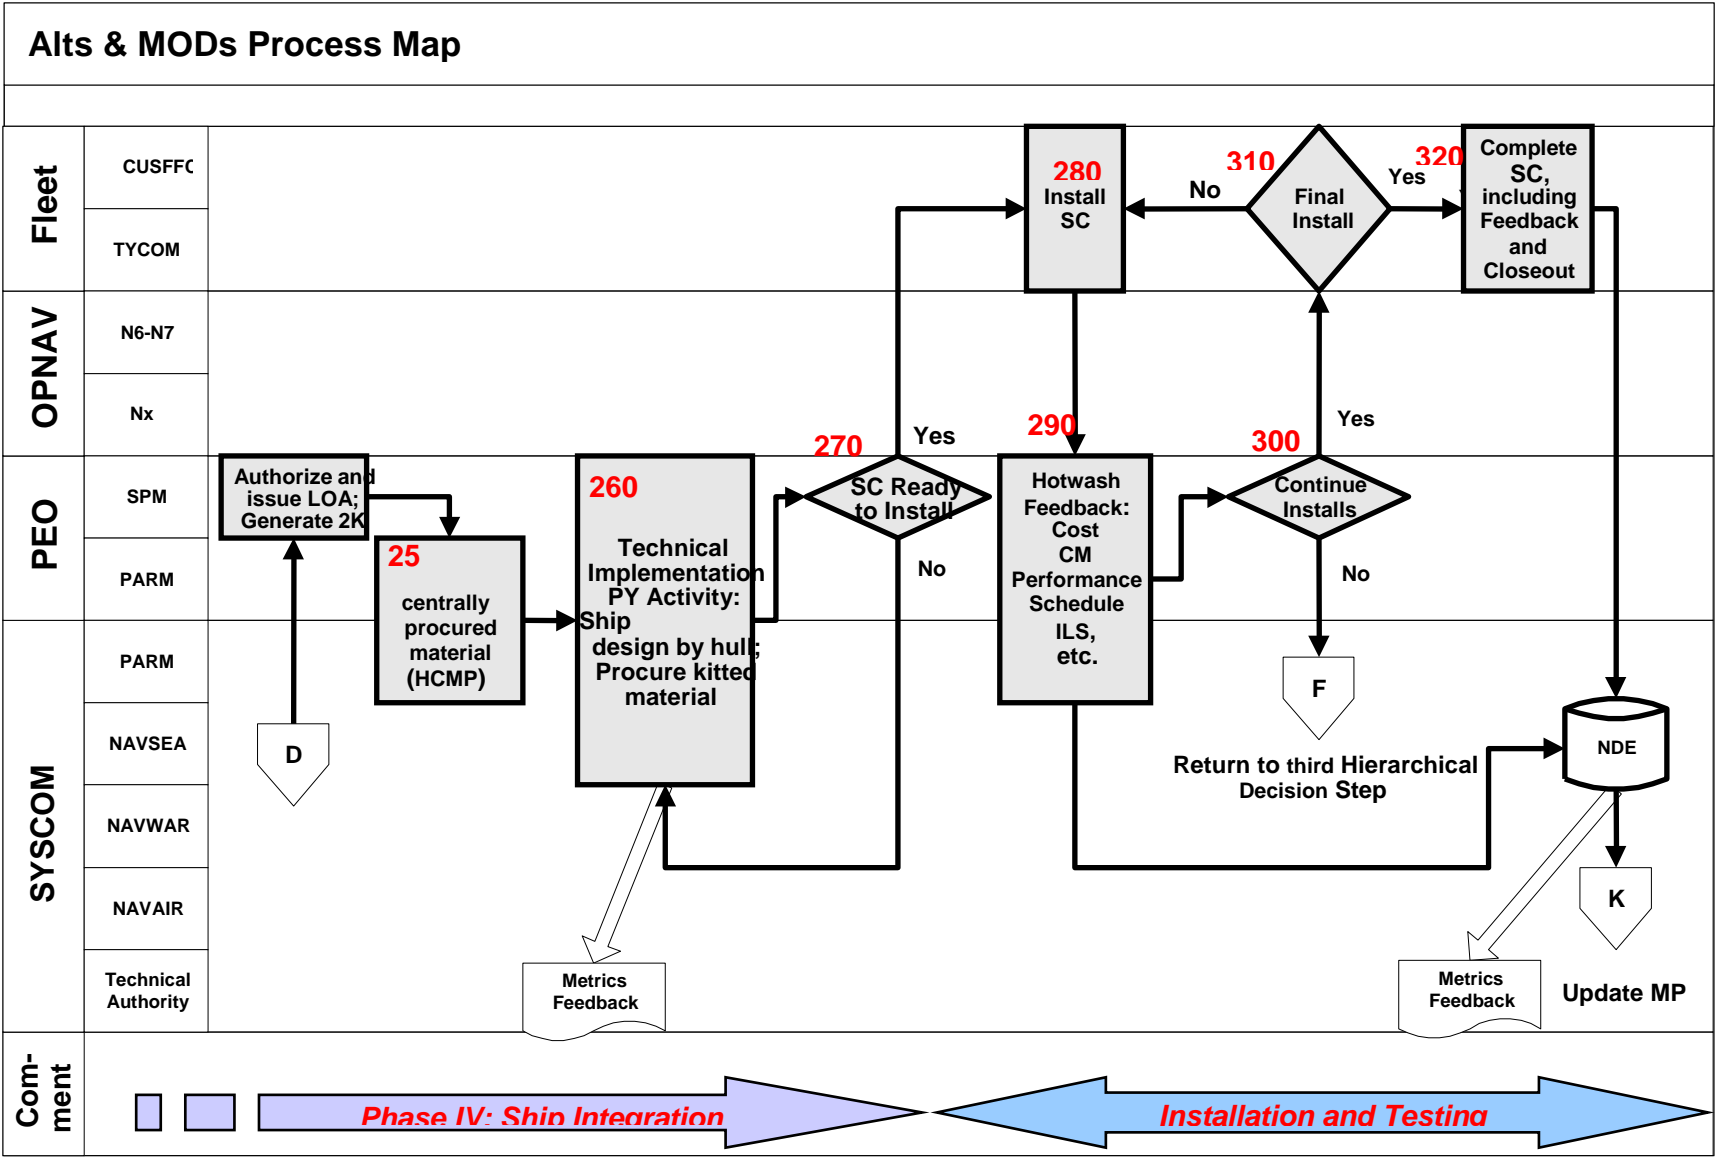 Alts & MODs Process Map
Fleet
CUSFFC
TYCOM
OPNAV
N6-N7
Nx
PEO
SPM
PARM
SYSCOM
PARM
NAVSEA
NAVWAR
NAVAIR
Technical
Authority
Com-
ment
Authorize and
issue LOA;
Generate 2K
D
25
centrally
procured
material
(HCMP)
260
Technical
Implementation
PY Activity:
Ship
design by hull;
Procure kitted
material
Metrics
Feedback
270
SC Ready
to Install
Yes
No
280
Install
SC
290
Hotwash
Feedback:
Cost
CM
Performance
Schedule
ILS,
etc.
300
Continue
Installs
Yes
No
F
Return to third Hierarchical
Decision Step
310
Final
Install
No
Yes
320
Complete
SC,
including
Feedback
and
Closeout
NDE
K
Update MP
Metrics
Feedback
Phase IV: Ship Integration
Installation and Testing